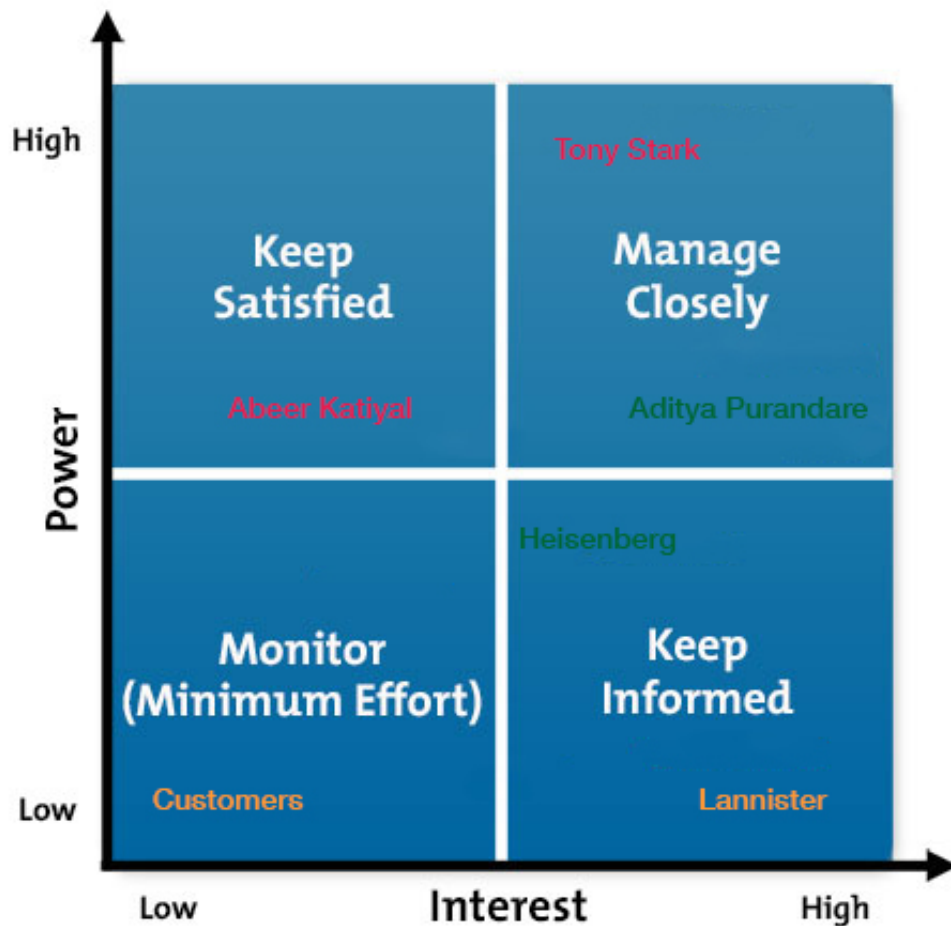 High
Tony Stark
Keep
Satisfied
Manage
Closely
Abeer Katiyal
Aditya Purandare
Power
Heisenberg
Monitor
(Minimum Effort)
Keep
Informed
Low
Customers
Lannister
Low
Interest
High